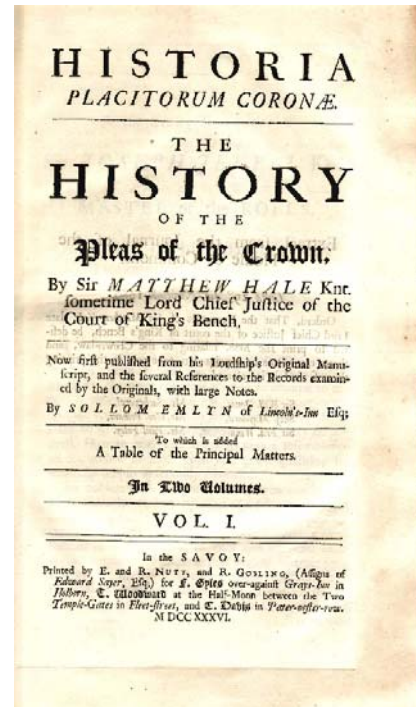 HISTORIA
PLACITORUM CORONÆ.
THE
HISTORY
OF THE
Pleas of the Crown.
By Sir MATTHEW HALE Knt.
ſometime Lord Chief Juſtice of the
Court of King's Bench.
Now firſt publiſhed from his Lordſhip's Original Manu-
ſcript, and the ſeveral References to the Records examin-
ed by the Originals, with large Notes.
By SOLLOM EMLYN of Lincoln's-Inn Eſq;
To which is added
A Table of the Principal Matters.
In Two Volumes.
VOL. I.
In the SAVOY:
Printed by E. and R. NUTT, and R. GOSLING, (Aſſigns of
Edward Sayer, Eſq;) for F. Gyles over-againſt Grays-Inn in
Holborn, T. Woodward at the Half-Moon between the Two
Temple-Gates in Fleet-ſtreet, and C. Davis in Pater-noſter-row.
M DCC XXXVI.